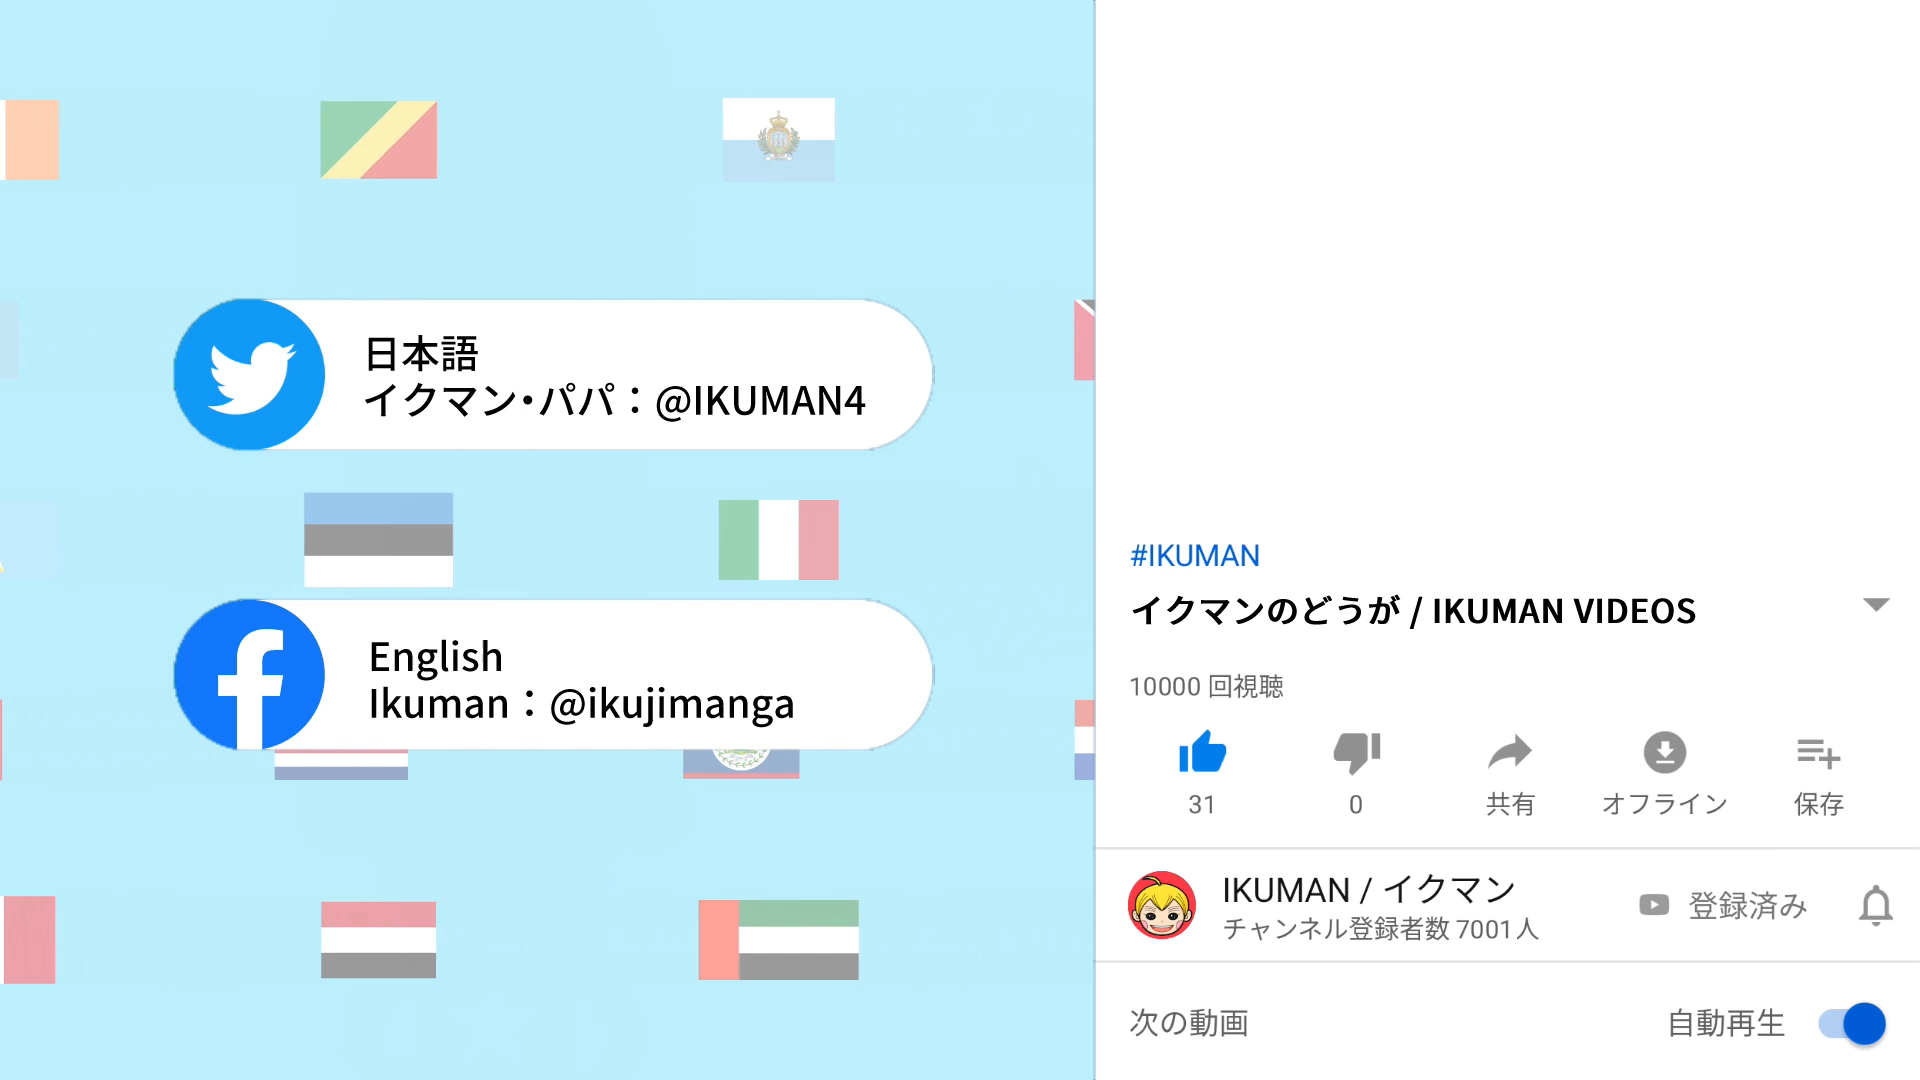 日本語
イクマン・パパ：@IKUMAN4
English
Ikuman：@ikujimanga
#IKUMAN
イクマンのどうが / IKUMAN VIDEOS
10000 回視聴
31
0
共有
オフライン
保存
IKUMAN / イクマン
チャンネル登録者数 7001人
登録済み
次の動画
自動再生